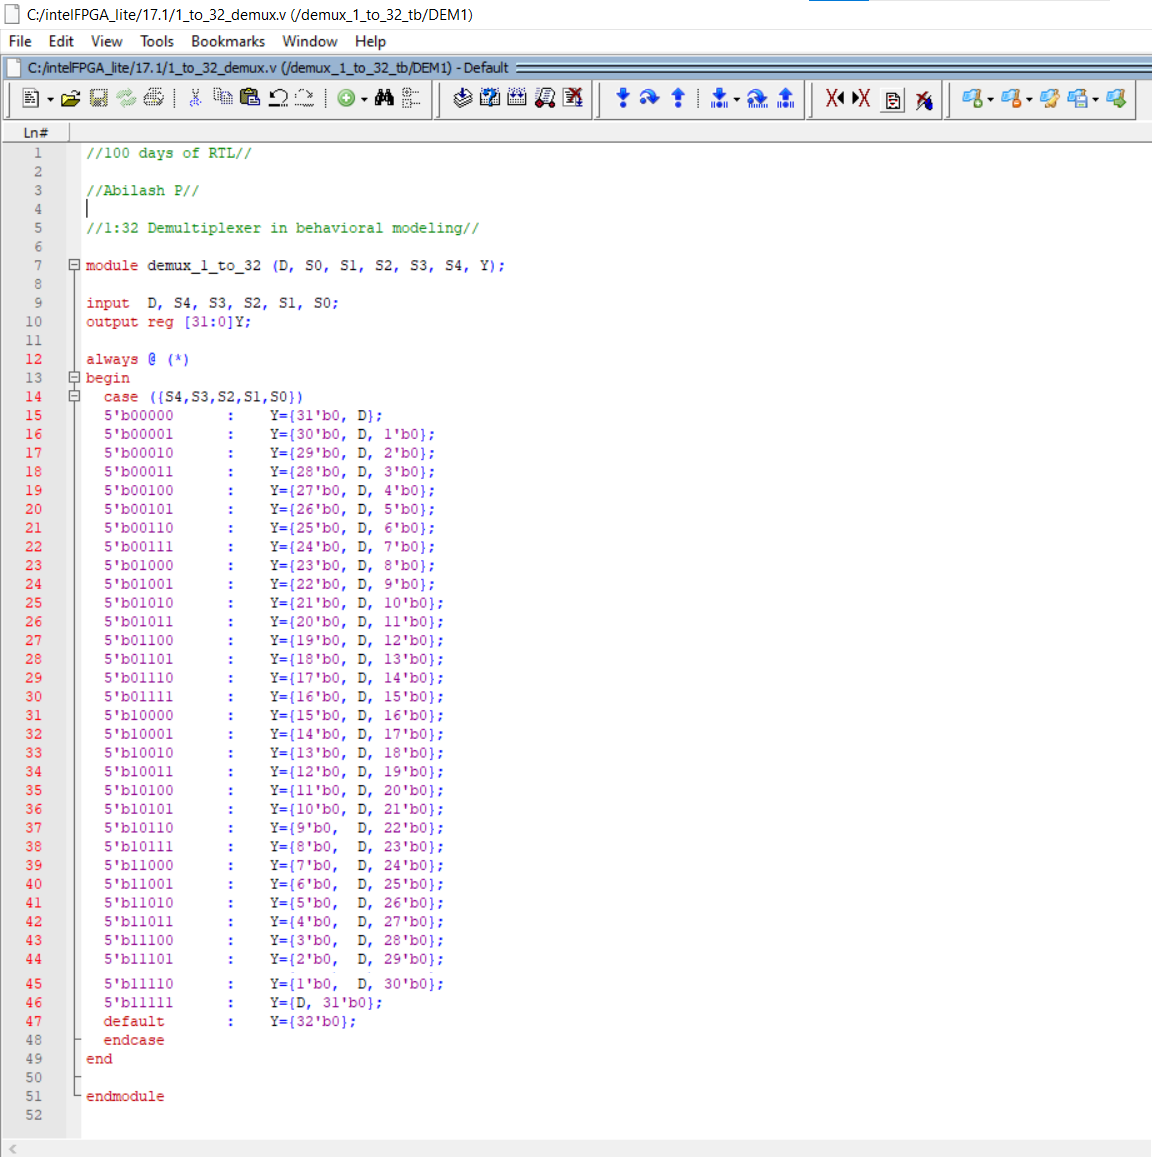 C:/intelFPGA_lite/17.1/1_to_32_demux.v (/demux_1_to_32_tb/DEM1)
File Edit View Tools Bookmarks Window Help
C:/intelFPGA_lite/17.1/1_to_32_demux.v (/demux_1_to_32_tb/DEM1) - Default
Ln#
1 //100 days of RTL//
2
3 //Abilash P//
4
5 //1:32 Demultiplexer in behavioral modeling//
6
7 module demux_1_to_32 (D, S0, S1, S2, S3, S4, Y);
8
9 input D, S4, S3, S2, S1, S0;
10 output reg [31:0]Y;
11
12 always @ (*)
13 begin
14 case ({S4,S3,S2,S1,S0})
15 5'b00000 : Y={31'b0, D};
16 5'b00001 : Y={30'b0, D, 1'b0};
17 5'b00010 : Y={29'b0, D, 2'b0};
18 5'b00011 : Y={28'b0, D, 3'b0};
19 5'b00100 : Y={27'b0, D, 4'b0};
20 5'b00101 : Y={26'b0, D, 5'b0};
21 5'b00110 : Y={25'b0, D, 6'b0};
22 5'b00111 : Y={24'b0, D, 7'b0};
23 5'b01000 : Y={23'b0, D, 8'b0};
24 5'b01001 : Y={22'b0, D, 9'b0};
25 5'b01010 : Y={21'b0, D, 10'b0};
26 5'b01011 : Y={20'b0, D, 11'b0};
27 5'b01100 : Y={19'b0, D, 12'b0};
28 5'b01101 : Y={18'b0, D, 13'b0};
29 5'b01110 : Y={17'b0, D, 14'b0};
30 5'b01111 : Y={16'b0, D, 15'b0};
31 5'b10000 : Y={15'b0, D, 16'b0};
32 5'b10001 : Y={14'b0, D, 17'b0};
33 5'b10010 : Y={13'b0, D, 18'b0};
34 5'b10011 : Y={12'b0, D, 19'b0};
35 5'b10100 : Y={11'b0, D, 20'b0};
36 5'b10101 : Y={10'b0, D, 21'b0};
37 5'b10110 : Y={9'b0, D, 22'b0};
38 5'b10111 : Y={8'b0, D, 23'b0};
39 5'b11000 : Y={7'b0, D, 24'b0};
40 5'b11001 : Y={6'b0, D, 25'b0};
41 5'b11010 : Y={5'b0, D, 26'b0};
42 5'b11011 : Y={4'b0, D, 27'b0};
43 5'b11100 : Y={3'b0, D, 28'b0};
44 5'b11101 : Y={2'b0, D, 29'b0};
45 5'b11110 : Y={1'b0, D, 30'b0};
46 5'b11111 : Y={D, 31'b0};
47 default : Y={32'b0};
48 endcase
49 end
50
51 endmodule
52